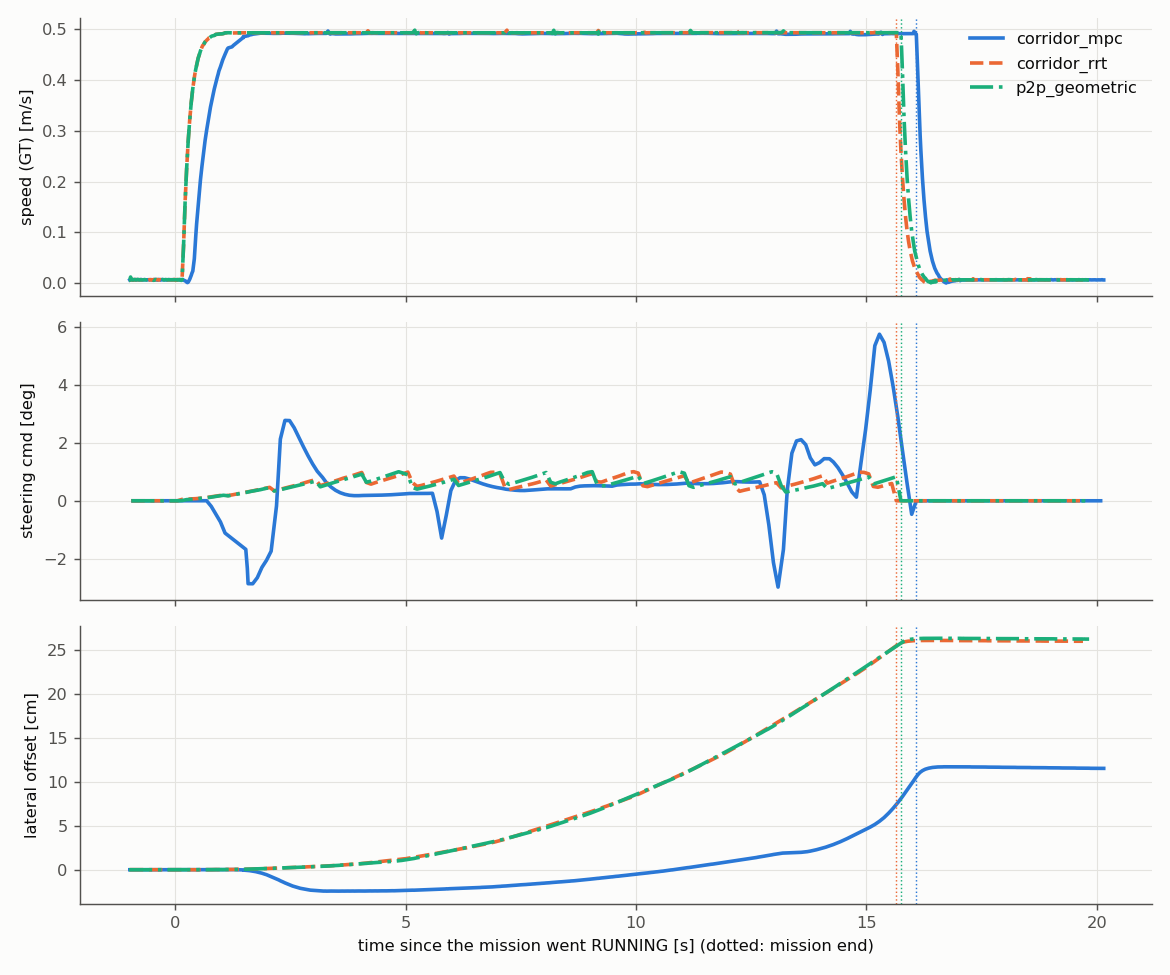 0.5
0.4
0.3
0.2
0.1
0.0
speed (GT) [m/s]
corridor_mpc
corridor_rrt
p2p_geometric
6
4
2
0
−2
steering cmd [deg]
25
20
15
10
5
0
lateral offset [cm]
0 5 10 15 20
time since the mission went RUNNING [s] (dotted: mission end)